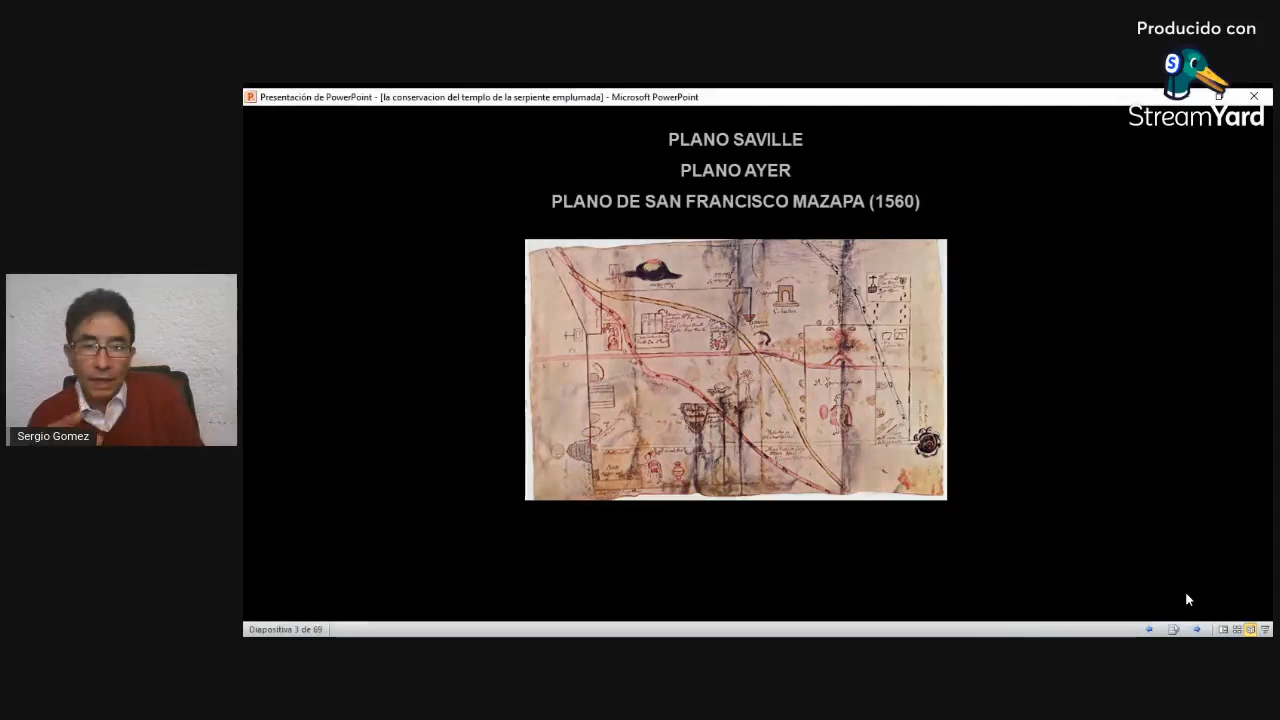 Producido con
S
StreamYard
Presentación de PowerPoint - [la conservacion del templo de la serpiente emplumada] - Microsoft PowerPoint
PLANO SAVILLE
PLANO AYER
PLANO DE SAN FRANCISCO MAZAPA (1560)
Sergio Gomez
Diapositiva 3 de 69